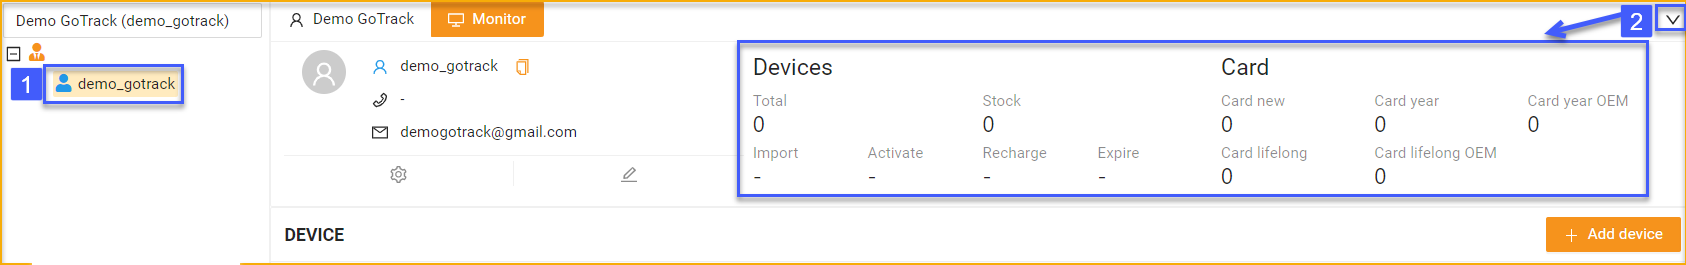 Demo GoTrack (demo_gotrack)
1
demo_gotrack
Demo GoTrack
Monitor
2
demo_gotrack
-
demogotrack@gmail.com
Devices
Card
Total
Stock
Card new
Card year
Card year OEM
0
0
0
0
0
Import
Activate
Recharge
Expire
Card lifelong
Card lifelong OEM
-
-
-
-
0
0
DEVICE
+ Add device